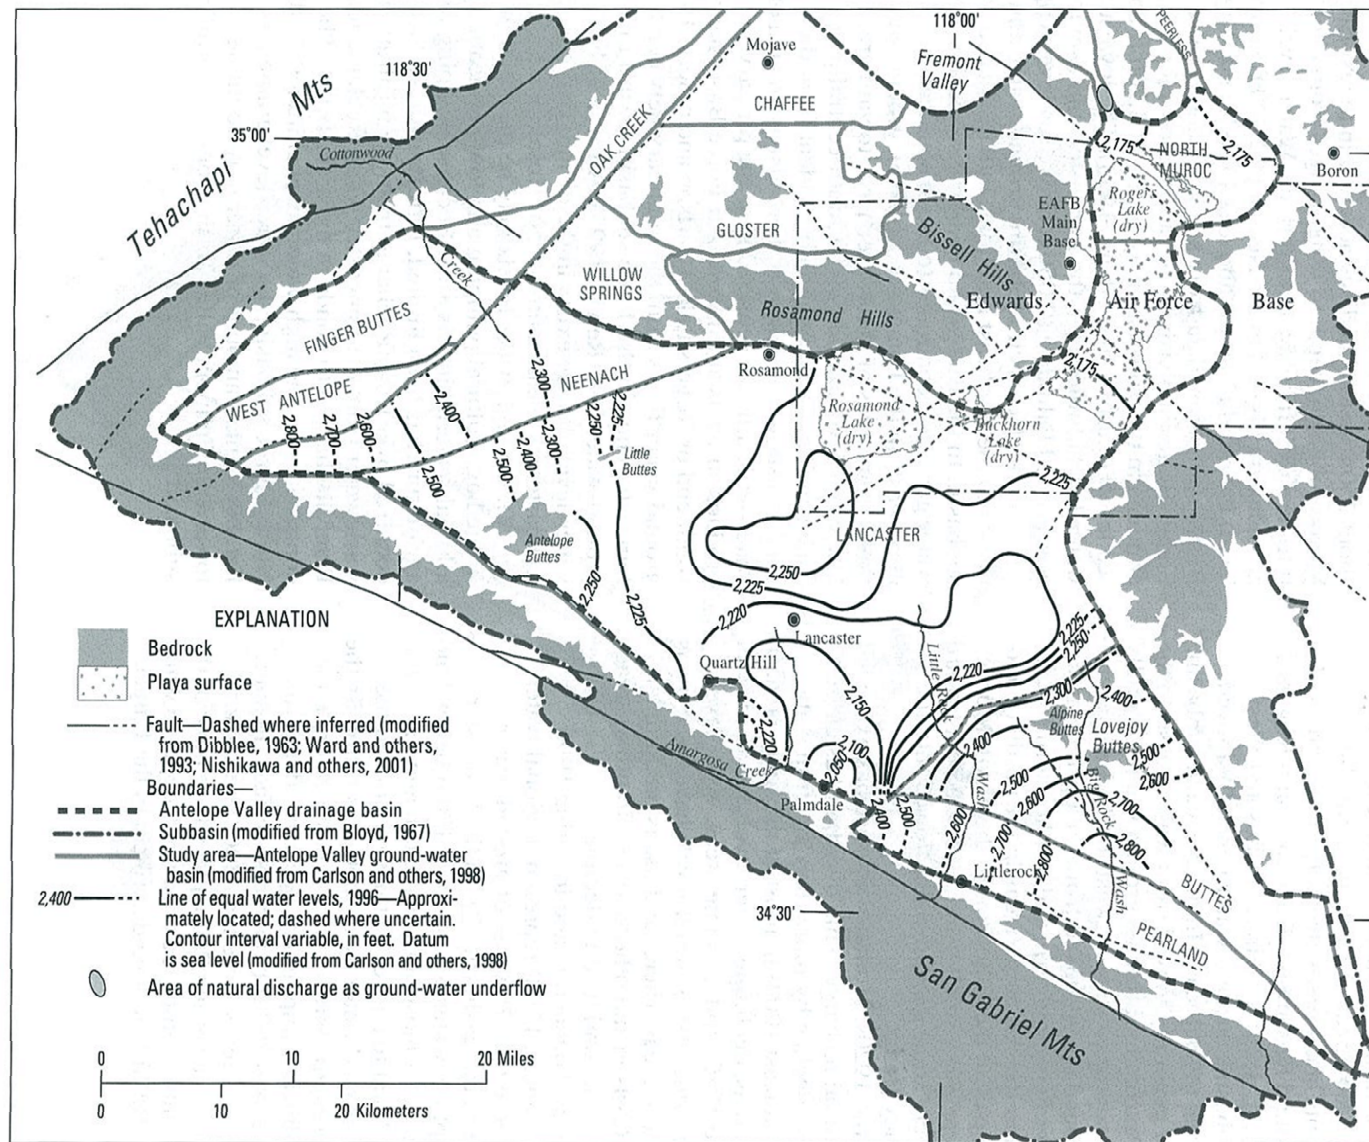 118°00'
Mojave
Fremont
Valley
PEERLESS
118°30'
Mts
CHAFFEE
35°00'
Cottonwood
OAK CREEK
2,175
NORTH
MUROC
2,175
Boron
Tehachapi
EAFB
Main
Base
Rogers
Lake
(dry)
GLOSTER
Bissell Hills
Creek
WILLOW
SPRINGS
Edwards
Air Force
Base
Rosamond Hills
FINGER BUTTES
2,300
NEENACH
Rosamond
2,175
WEST ANTELOPE
2,800
2,700
2,600
2,400
2,250
2,225
2,300
2,400
2,500
2,500
Little
Buttes
Rosamond
Lake
(dry)
Buckhorn
Lake
(dry)
2,225
Antelope
Buttes
LANCASTER
2,250
2,225
2,250
2,225
2,220
Lancaster
Quartz Hill
Little Rock
Wash
2,220
2,225
2,250
2,300
2,400
Alpine
Buttes
Lovejoy
Buttes
2,150
2,220
2,100
2,050
2,400
2,500
2,600
2,500
2,600
Amargosa Creek
Palmdale
Big Rock
Wash
2,700
2,800
2,400
2,500
2,600
2,700
2,800
Littlerock
BUTTES
PEARLAND
34°30'
San Gabriel Mts
EXPLANATION
Bedrock
Playa surface
Fault—Dashed where inferred (modified
from Dibblee, 1963; Ward and others,
1993; Nishikawa and others, 2001)
Boundaries—
Antelope Valley drainage basin
Subbasin (modified from Bloyd, 1967)
Study area—Antelope Valley ground-water
basin (modified from Carlson and others, 1998)
2,400 Line of equal water levels, 1996—Approxi-
mately located; dashed where uncertain.
Contour interval variable, in feet. Datum
is sea level (modified from Carlson and others, 1998)
Area of natural discharge as ground-water underflow
0 10 20 Miles
0 10 20 Kilometers